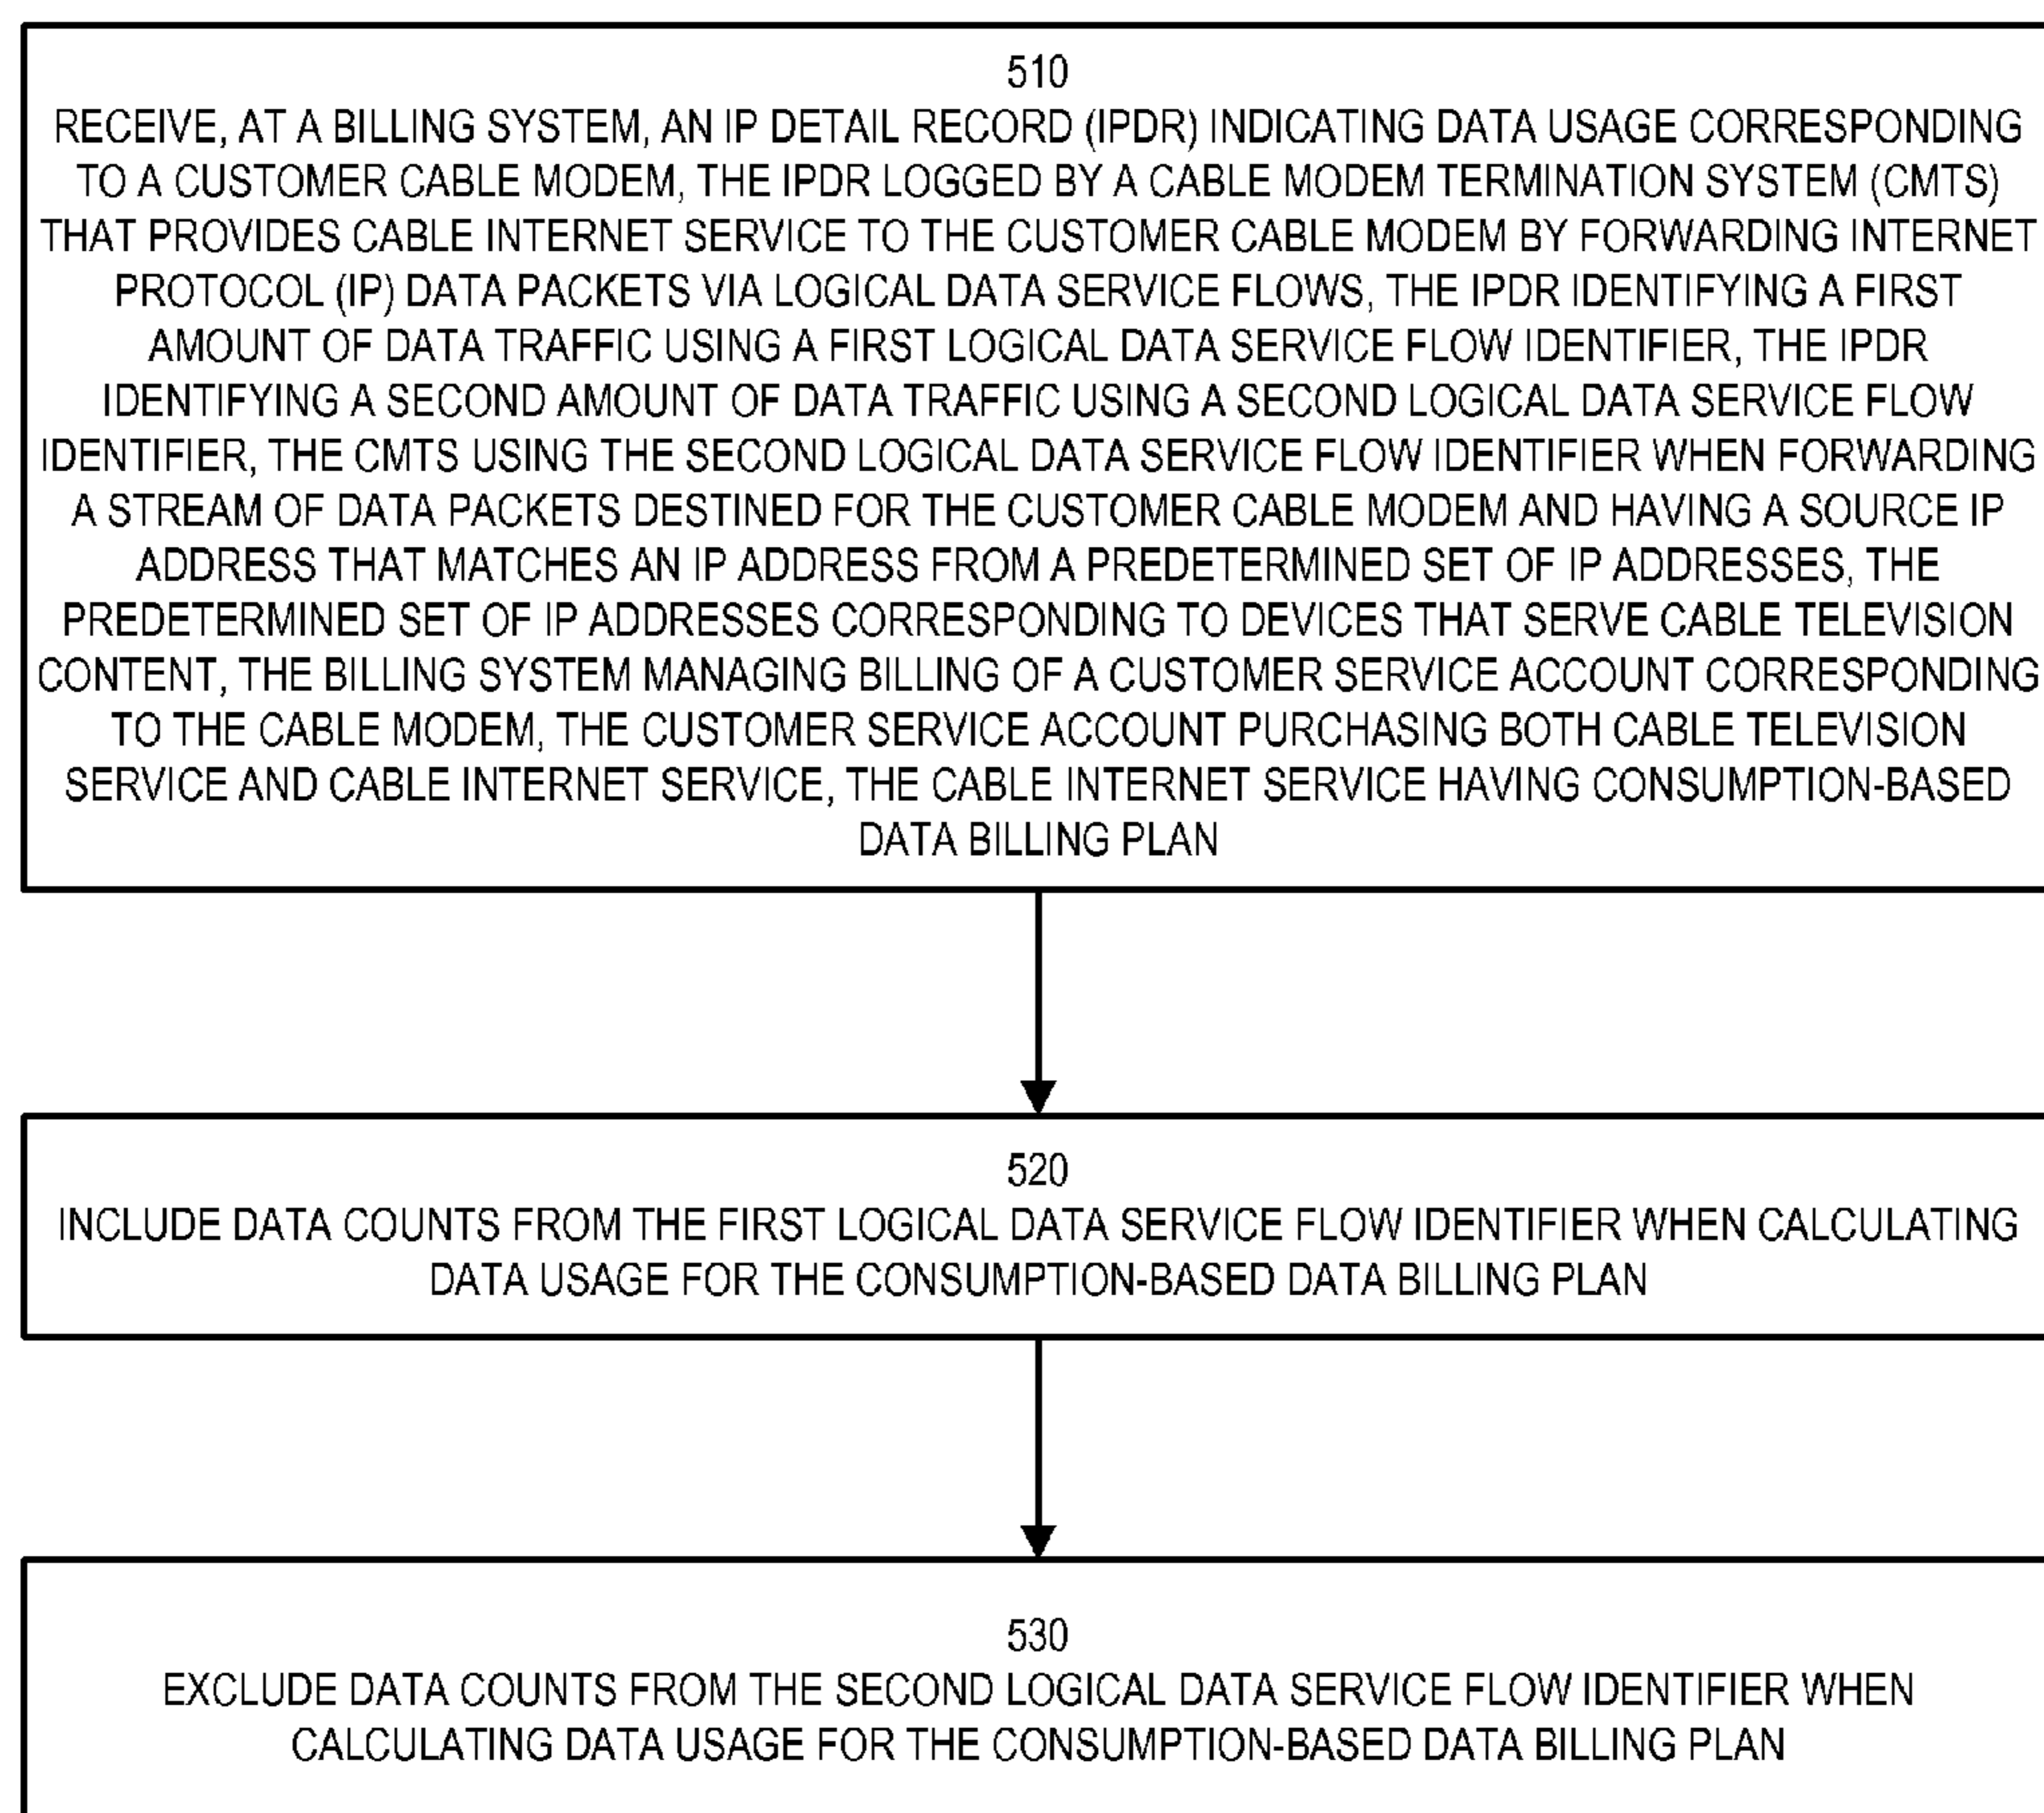 510
RECEIVE, AT A BILLING SYSTEM, AN IP DETAIL RECORD (IPDR) INDICATING DATA USAGE CORRESPONDING
TO A CUSTOMER CABLE MODEM, THE IPDR LOGGED BY A CABLE MODEM TERMINATION SYSTEM (CMTS)
THAT PROVIDES CABLE INTERNET SERVICE TO THE CUSTOMER CABLE MODEM BY FORWARDING INTERNET
PROTOCOL (IP) DATA PACKETS VIA LOGICAL DATA SERVICE FLOWS, THE IPDR IDENTIFYING A FIRST
AMOUNT OF DATA TRAFFIC USING A FIRST LOGICAL DATA SERVICE FLOW IDENTIFIER, THE IPDR
IDENTIFYING A SECOND AMOUNT OF DATA TRAFFIC USING A SECOND LOGICAL DATA SERVICE FLOW
IDENTIFIER, THE CMTS USING THE SECOND LOGICAL DATA SERVICE FLOW IDENTIFIER WHEN FORWARDING
A STREAM OF DATA PACKETS DESTINED FOR THE CUSTOMER CABLE MODEM AND HAVING A SOURCE IP
ADDRESS THAT MATCHES AN IP ADDRESS FROM A PREDETERMINED SET OF IP ADDRESSES, THE
PREDETERMINED SET OF IP ADDRESSES CORRESPONDING TO DEVICES THAT SERVE CABLE TELEVISION
CONTENT, THE BILLING SYSTEM MANAGING BILLING OF A CUSTOMER SERVICE ACCOUNT CORRESPONDING
TO THE CABLE MODEM, THE CUSTOMER SERVICE ACCOUNT PURCHASING BOTH CABLE TELEVISION
SERVICE AND CABLE INTERNET SERVICE, THE CABLE INTERNET SERVICE HAVING CONSUMPTION-BASED
DATA BILLING PLAN
520
INCLUDE DATA COUNTS FROM THE FIRST LOGICAL DATA SERVICE FLOW IDENTIFIER WHEN CALCULATING
DATA USAGE FOR THE CONSUMPTION-BASED DATA BILLING PLAN
530
EXCLUDE DATA COUNTS FROM THE SECOND LOGICAL DATA SERVICE FLOW IDENTIFIER WHEN
CALCULATING DATA USAGE FOR THE CONSUMPTION-BASED DATA BILLING PLAN